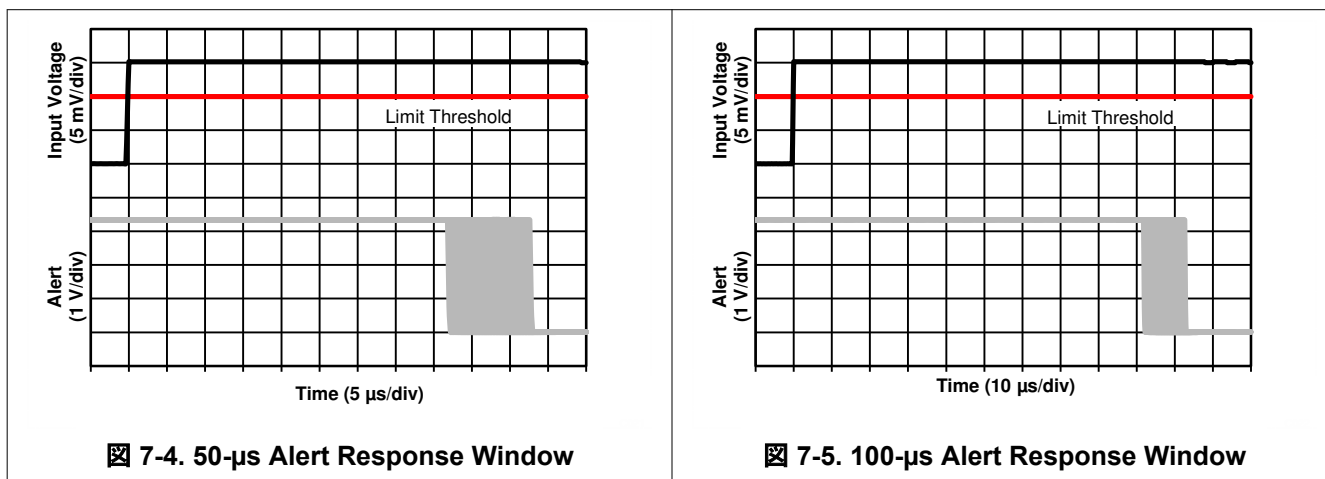 Input Voltage
(5 mV/div)
Limit Threshold
Alert
(1 V/div)
Time (5 µs/div)
図 7-4. 50-µs Alert Response Window
Input Voltage
(5 mV/div)
Limit Threshold
Alert
(1 V/div)
Time (10 µs/div)
図 7-5. 100-µs Alert Response Window